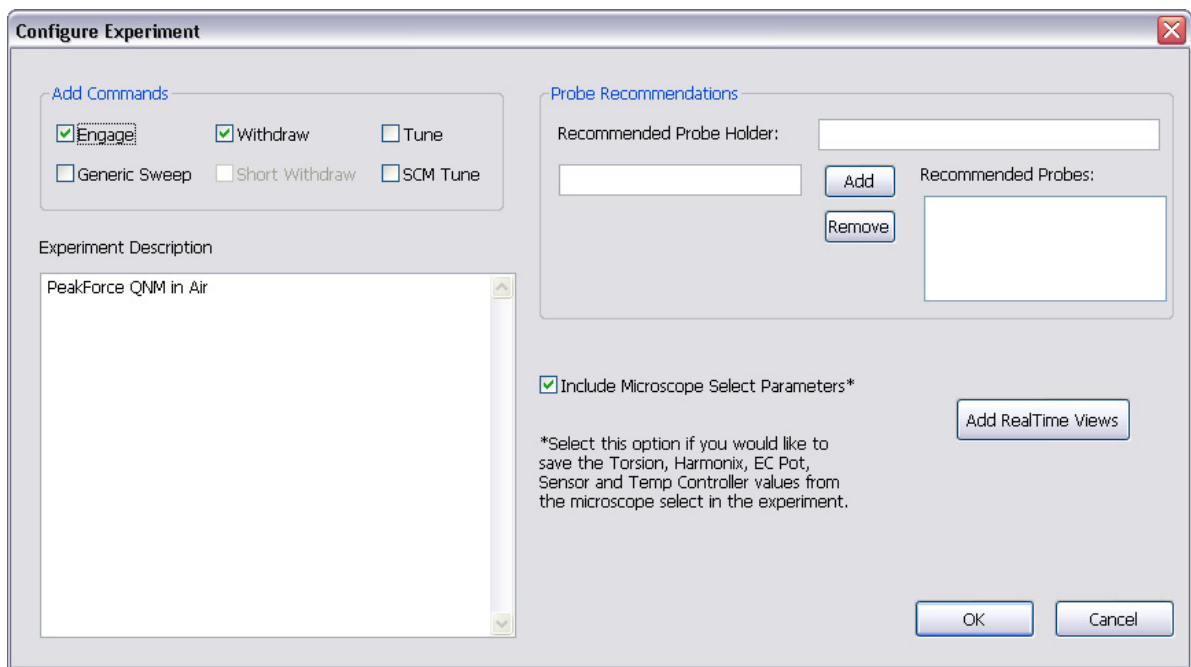 Configure Experiment
Add Commands
Engage
Withdraw
Tune
Generic Sweep
Short Withdraw
SCM Tune
Experiment Description
PeakForce QNM in Air
Probe Recommendations
Recommended Probe Holder:
Add
Recommended Probes:
Remove
Include Microscope Select Parameters*
*Select this option if you would like to
save the Torsion, Harmonix, EC Pot,
Sensor and Temp Controller values from
the microscope select in the experiment.
Add RealTime Views
OK
Cancel